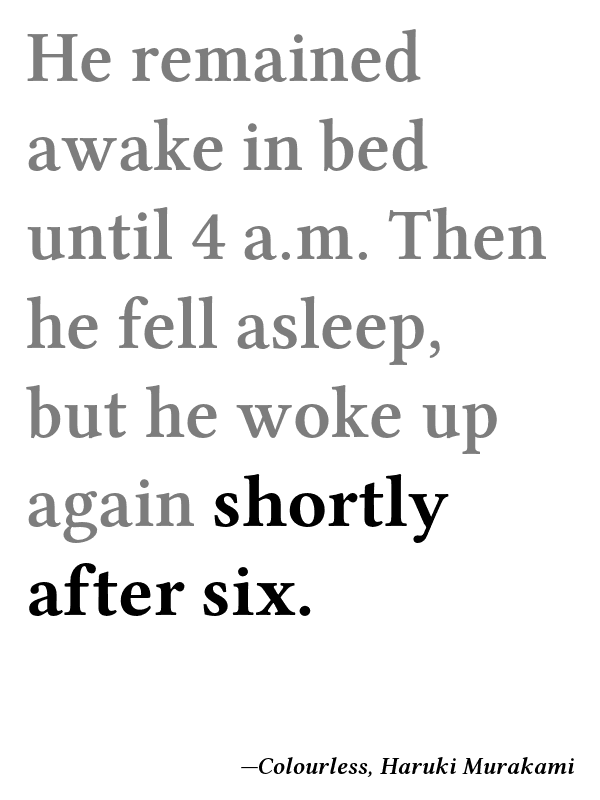 He remained
awake in bed
until 4 a.m. Then
he fell asleep,
but he woke up
again shortly
after six.
—Colourless, Haruki Murakami